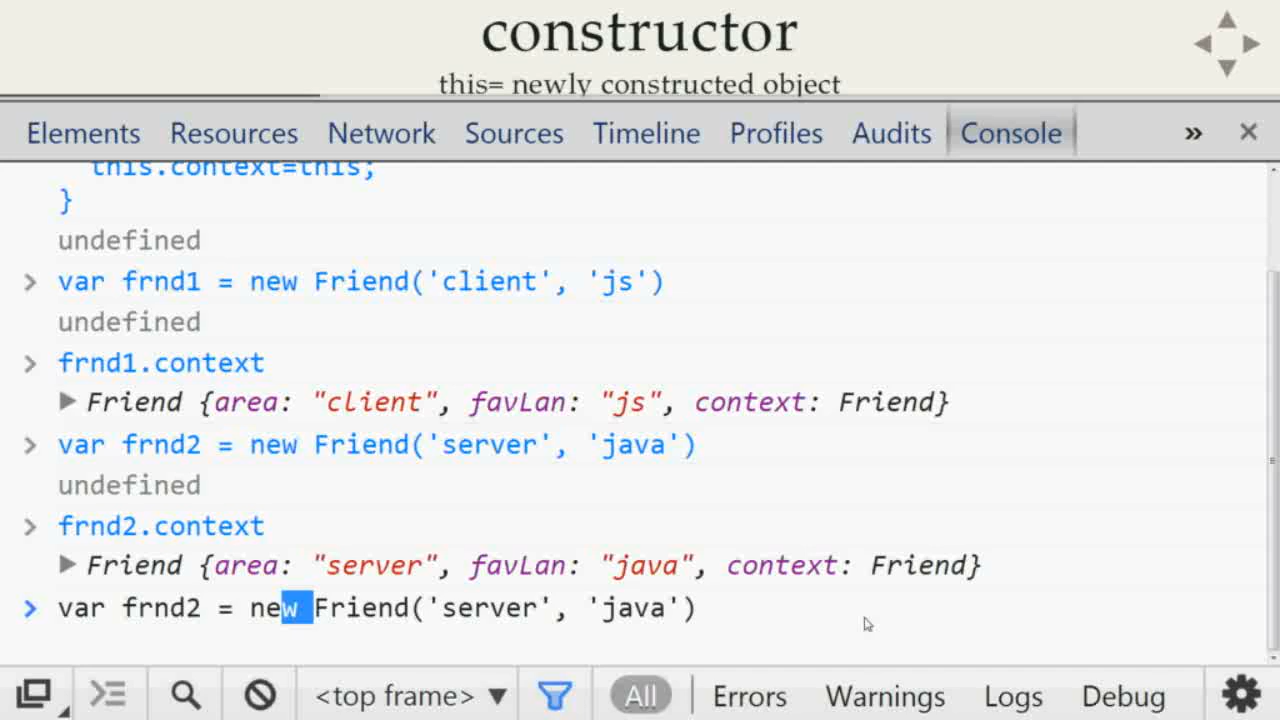 constructor
this= newly constructed object
Elements Resources Network Sources Timeline Profiles Audits Console » ×
this.context=this;
}
undefined
> var frnd1 = new Friend('client', 'js')
undefined
> frnd1.context
▶ Friend {area: "client", favLan: "js", context: Friend}
> var frnd2 = new Friend('server', 'java')
undefined
> frnd2.context
▶ Friend {area: "server", favLan: "java", context: Friend}
> var frnd2 = new Friend('server', 'java')
<top frame> ▼ All Errors Warnings Logs Debug